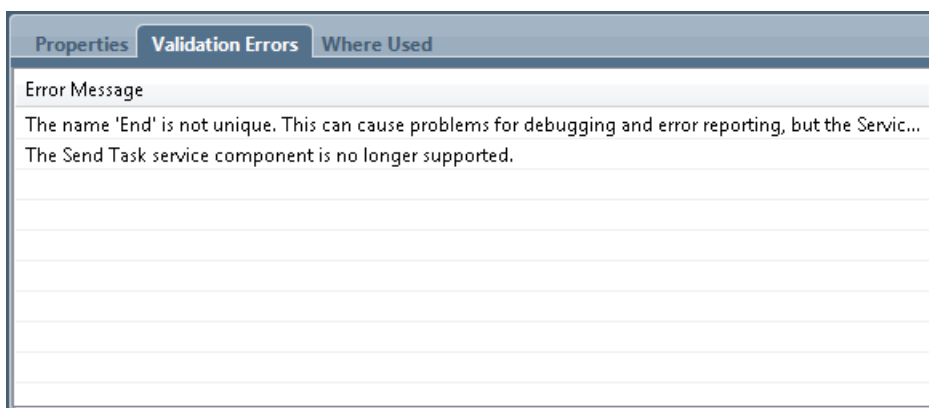 Properties Validation Errors Where Used
Error Message
The name 'End' is not unique. This can cause problems for debugging and error reporting, but the Servic...
The Send Task service component is no longer supported.